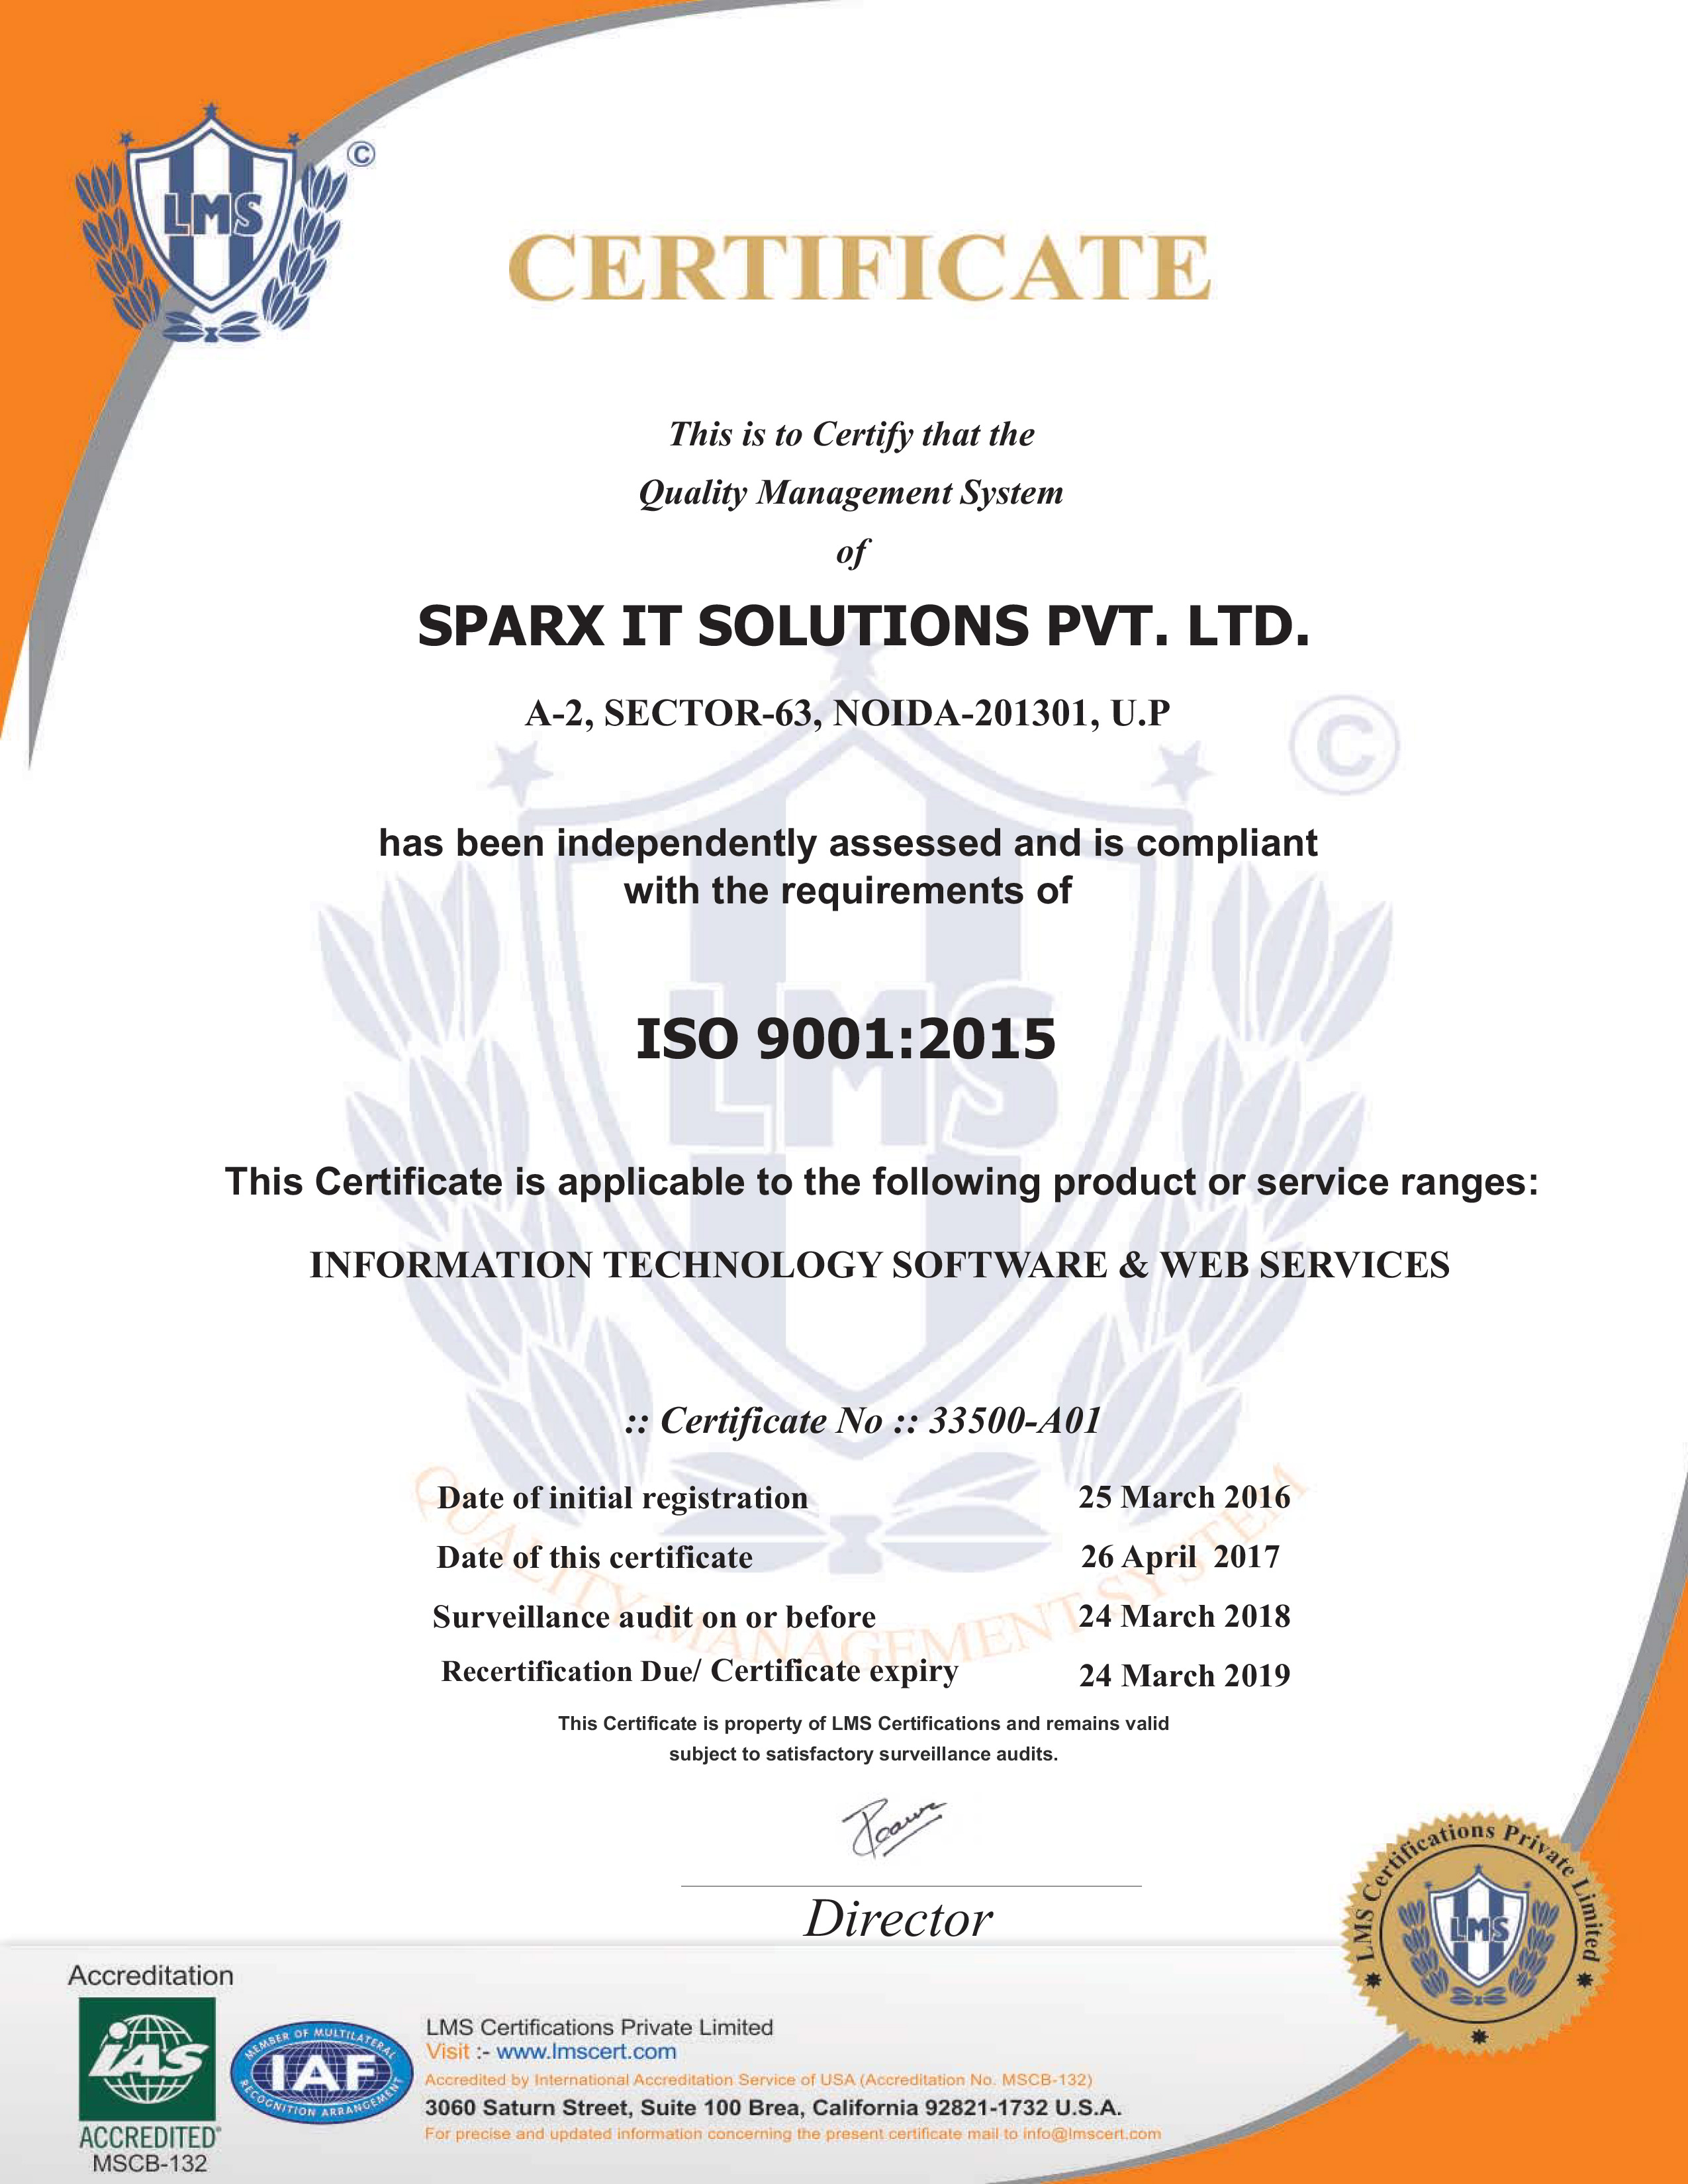 LMS
©
CERTIFICATE
This is to Certify that the
Quality Management System
of
SPARX IT SOLUTIONS PVT. LTD.
A-2, SECTOR-63, NOIDA-201301, U.P
©
has been independently assessed and is compliant
with the requirements of
LMS
ISO 9001:2015
This Certificate is applicable to the following product or service ranges:
INFORMATION TECHNOLOGY SOFTWARE & WEB SERVICES
:: Certificate No :: 33500-A01
QUALITY MANAGEMENT SYSTEM
Date of initial registration 25 March 2016
Date of this certificate 26 April 2017
Surveillance audit on or before 24 March 2018
Recertification Due/ Certificate expiry 24 March 2019
This Certificate is property of LMS Certifications and remains valid
subject to satisfactory surveillance audits.
Director
LMS Certifications Private Limited
LMS
Accreditation
IAS
ACCREDITED
MSCB-132
MEMBER OF MULTILATERAL
IAF
RECOGNITION ARRANGEMENT
LMS Certifications Private Limited
Visit :- www.lmscert.com
Accredited by International Accreditation Service of USA (Accreditation No. MSCB-132)
3060 Saturn Street, Suite 100 Brea, California 92821-1732 U.S.A.
For precise and updated information concerning the present certificate mail to info@lmscert.com